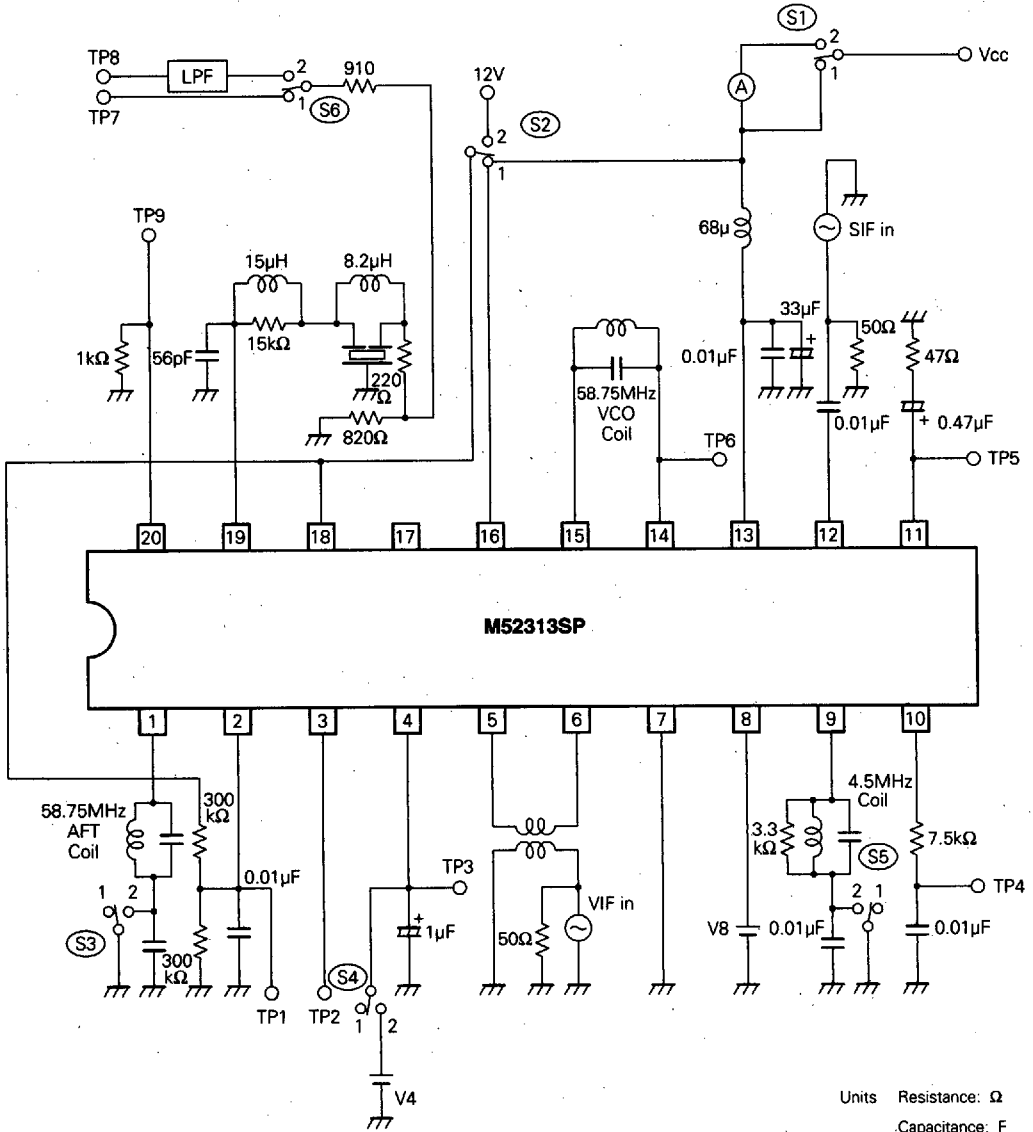 S1
2
Vcc
1
TP8
LPF
2
910
TP7
1
S6
12V
A
2
S2
1
TP9
68μ
SIF in
15μH
8.2μH
1kΩ
56pF
15kΩ
220
Ω
820Ω
58.75MHz
VCO
Coil
TP6
33μF
+
0.01μF
50Ω
0.01μF
47Ω
+ 0.47μF
TP5
20
19
18
17
16
15
14
13
12
11
M52313SP
1
2
3
4
5
6
7
8
9
10
58.75MHz
AFT
Coil
300
kΩ
0.01μF
1 2
S3
300
kΩ
TP1
TP2
S4
1
2
V4
TP3
+
1μF
50Ω
VIF in
V8
4.5MHz
Coil
3.3
kΩ
S5
2 1
0.01μF
7.5kΩ
TP4
0.01μF
Units Resistance: Ω
Capacitance: F